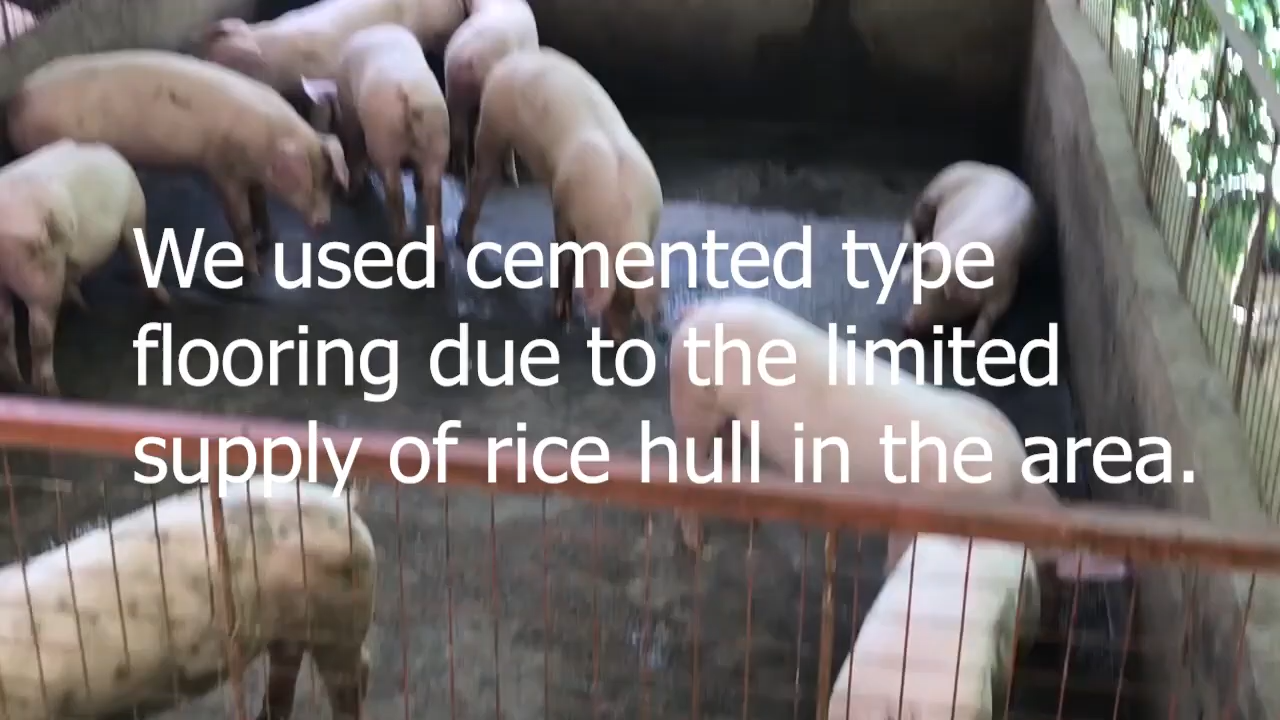 We used cemented type
flooring due to the limited
supply of rice hull in the area.